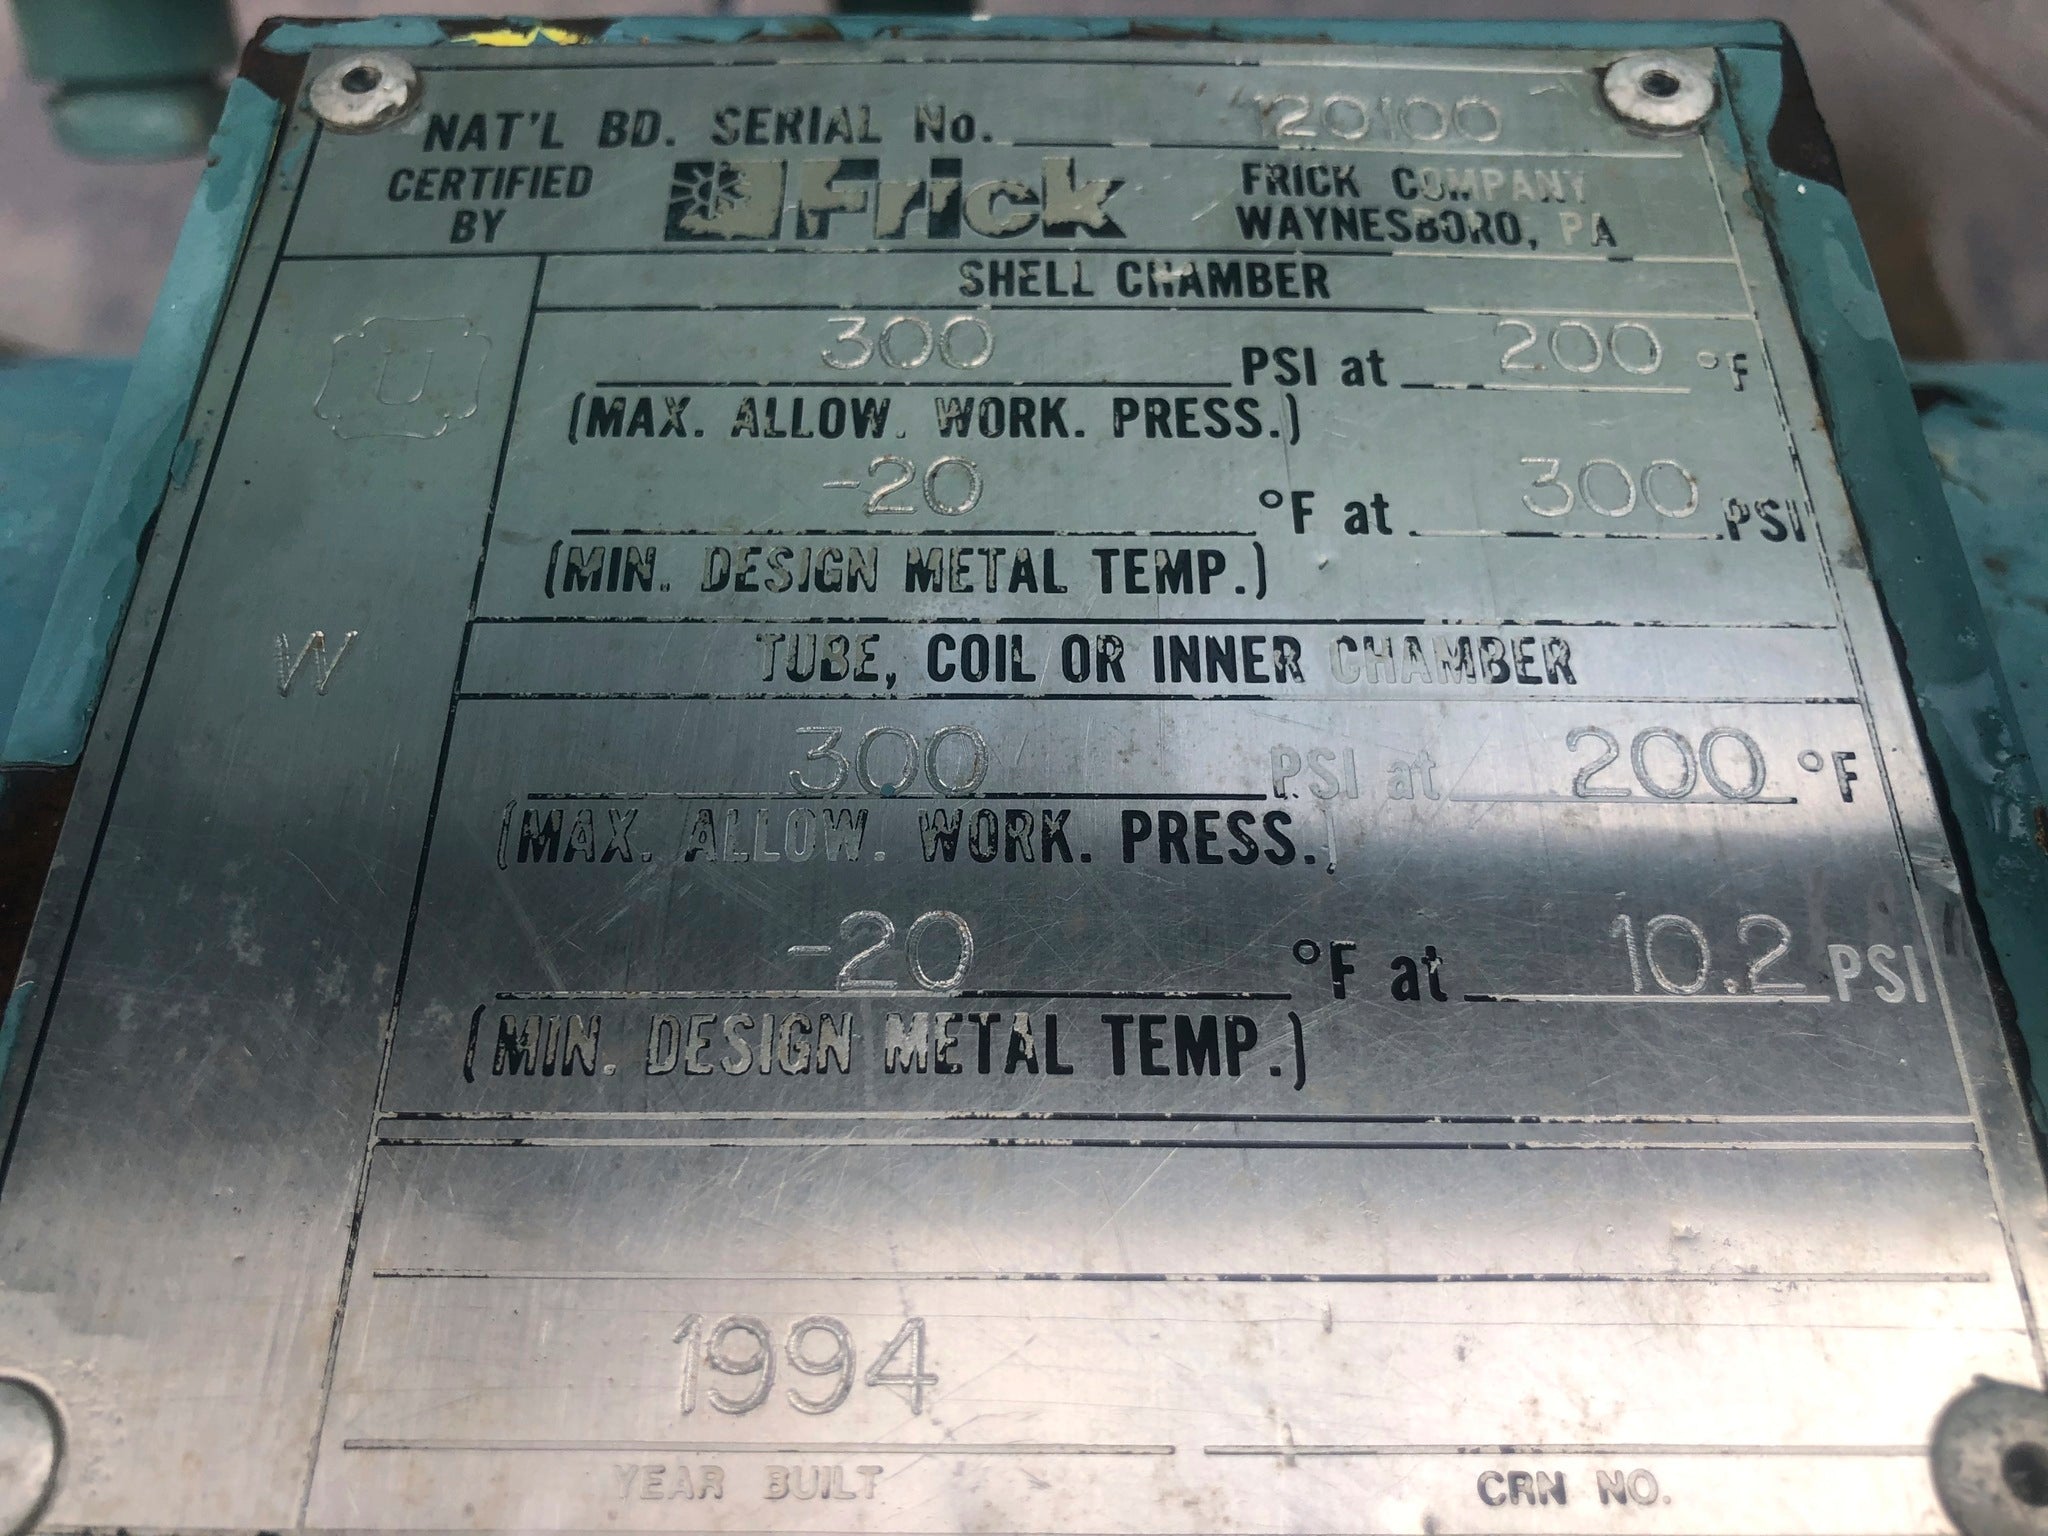 NAT'L BD. SERIAL No. 120100
CERTIFIED BY Frick FRICK COMPANY WAYNESBORO, PA
SHELL CHAMBER
U
300 PSI at 200 °F
(MAX. ALLOW. WORK. PRESS.)
-20 °F at 300 PSI
(MIN. DESIGN METAL TEMP.)
W
TUBE, COIL OR INNER CHAMBER
300 PSI at 200 °F
(MAX. ALLOW. WORK. PRESS.)
-20 °F at 10.2 PSI
(MIN. DESIGN METAL TEMP.)
1994
YEAR BUILT CRN NO.